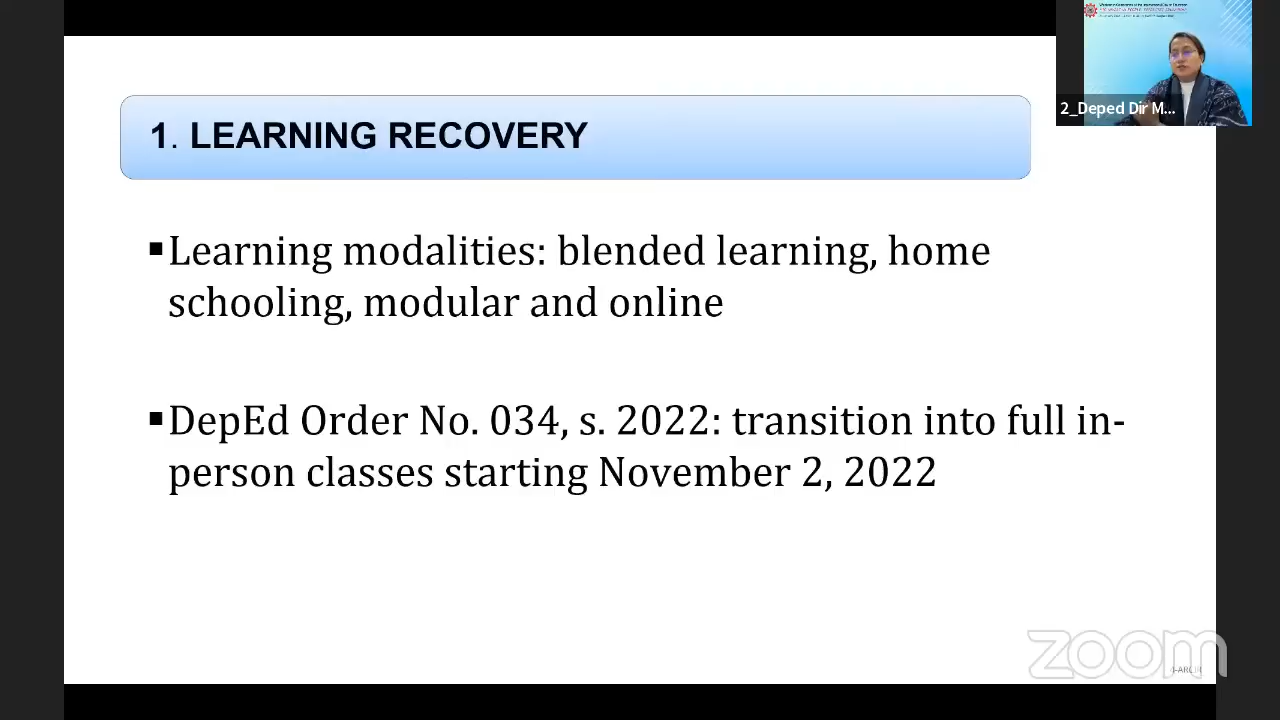 1. LEARNING RECOVERY
2_Deped Dir M...
▪Learning modalities: blended learning, home
schooling, modular and online
▪DepEd Order No. 034, s. 2022: transition into full in-
person classes starting November 2, 2022
zoom